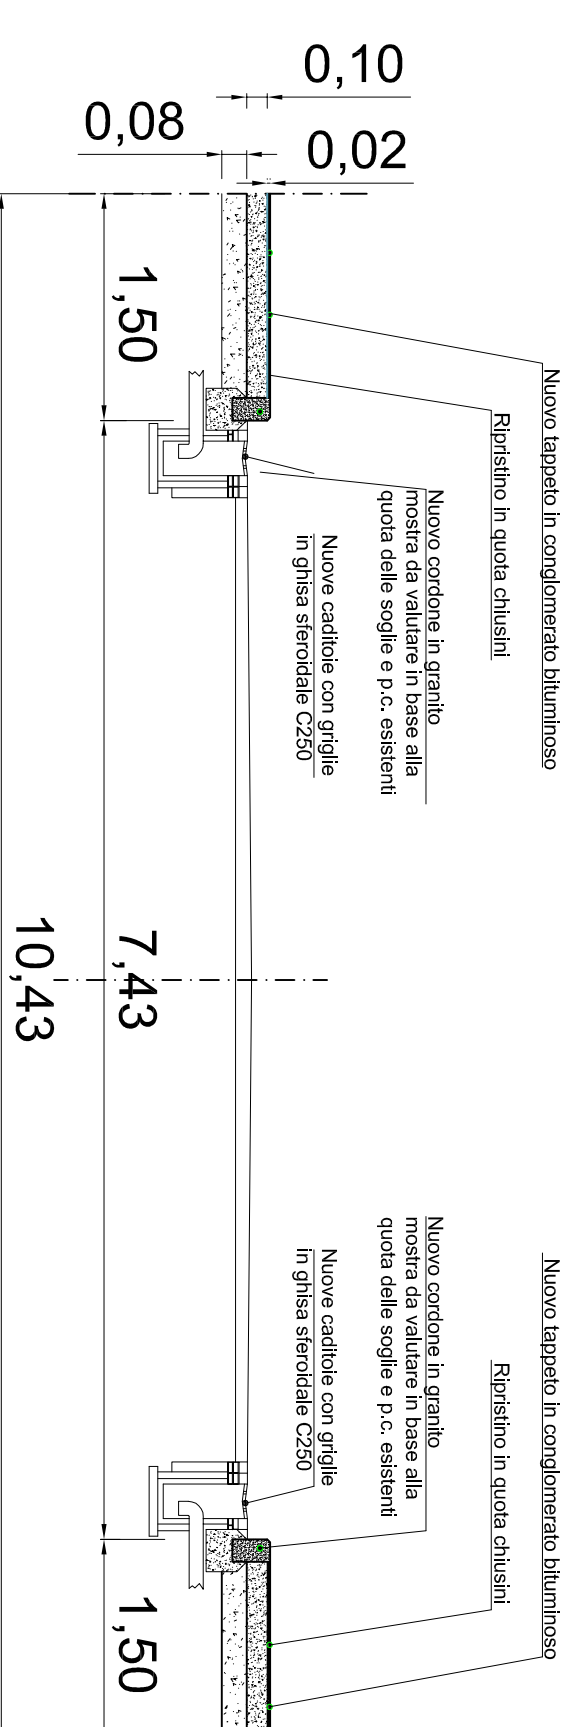 0,10
0,08
0,02
Nuovo tappeto in conglomerato bituminoso
Ripristino in quota chiusini
Nuovo cordone in granito
mostra da valutare in base alla
quota delle soglie e p.c. esistenti
Nuove caditoie con griglie
in ghisa sferoidale C250
1,50
7,43
10,43
Nuovo tappeto in conglomerato bituminoso
Ripristino in quota chiusini
Nuovo cordone in granito
mostra da valutare in base alla
quota delle soglie e p.c. esistenti
Nuove caditoie con griglie
in ghisa sferoidale C250
1,50